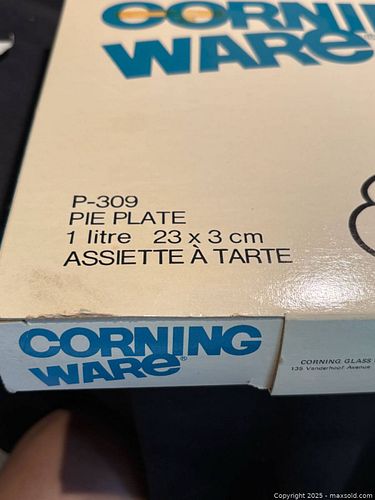 CORNI
WARE®
P-309
PIE PLATE
1 litre 23 x 3 cm
ASSIETTE À TARTE
CORNING
WARE®
CORNING GLASS
135 Vanderhoof Avenue
Copyright © 2025 - maxsold.com